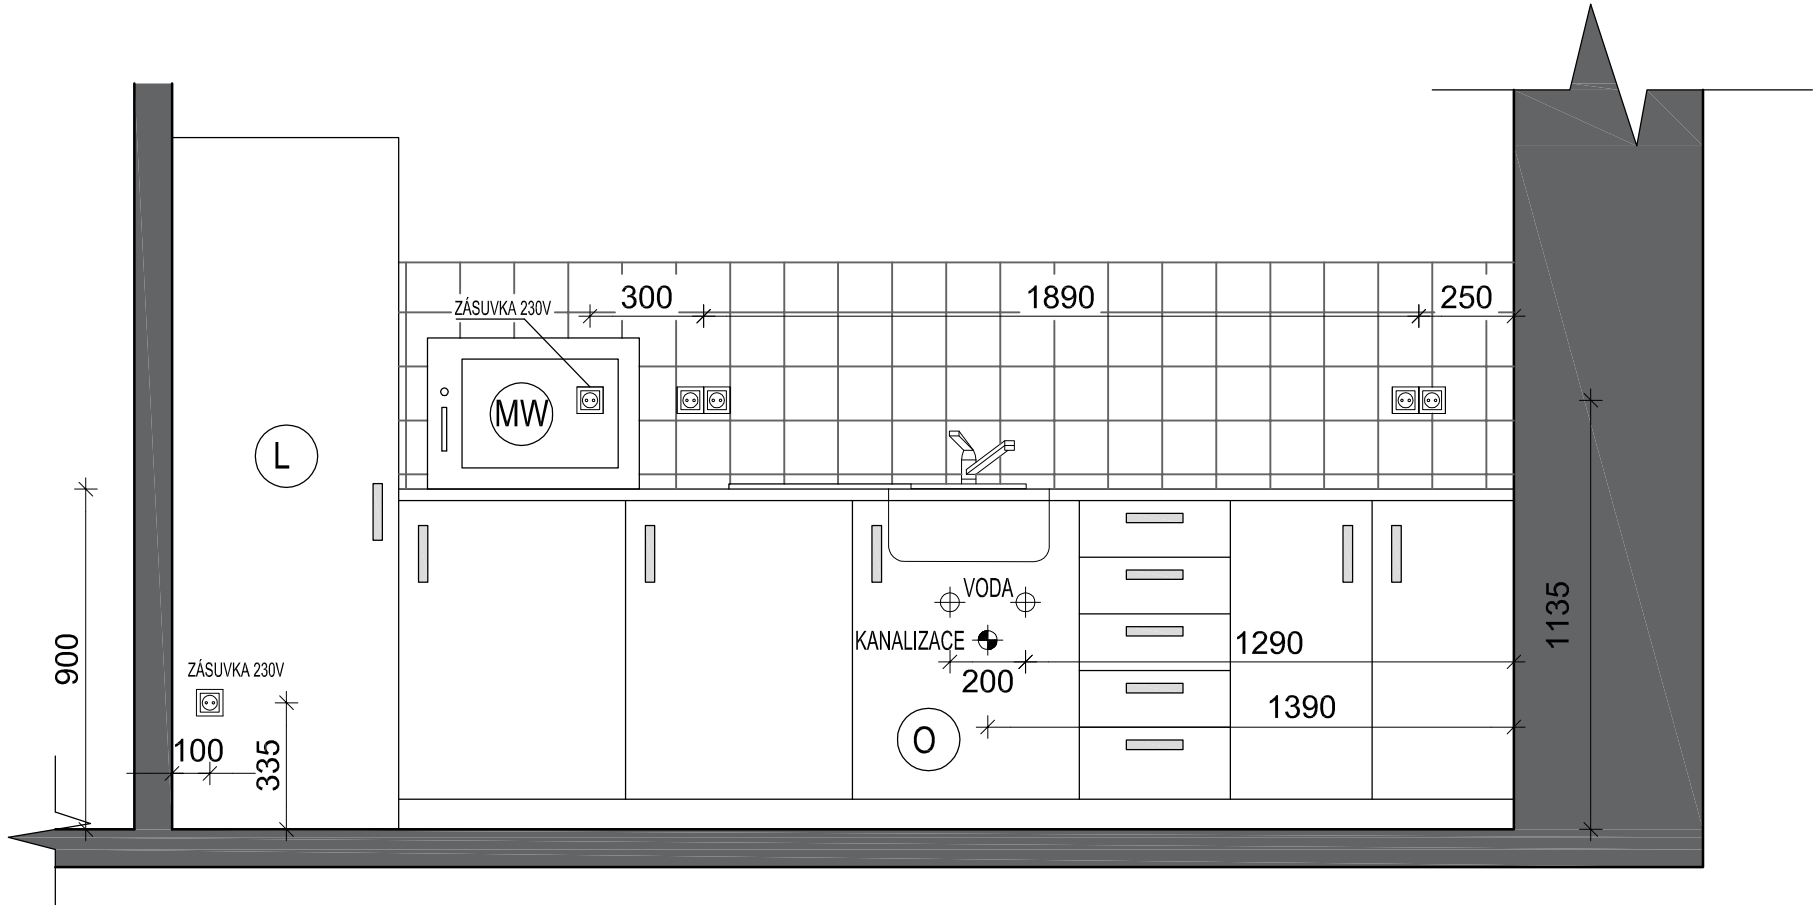 300
1890
250
ZÁSUVKA 230V
MW
L
VODA
KANALIZACE
1290
200
1390
1135
900
ZÁSUVKA 230V
O
100
335